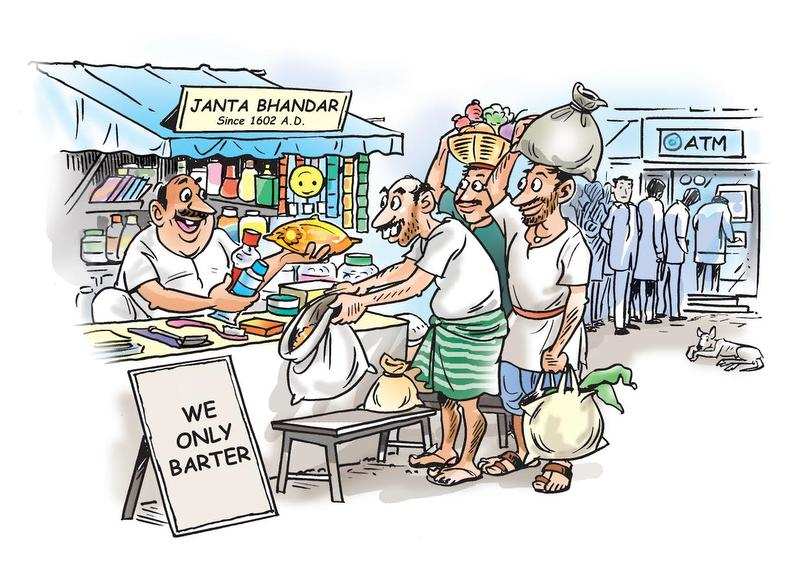 JANTA BHANDAR
Since 1602 A.D.
ATM
WE
ONLY
BARTER